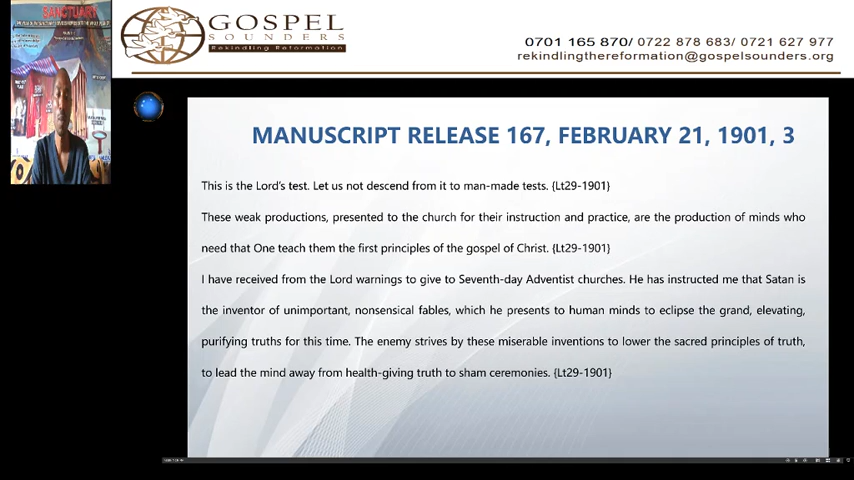 SANCTUARY
GOSPEL
SOUNDERS
Rekindling Reformation
0701 165 870/ 0722 878 683/ 0721 627 977
rekindlingthereformation@gospelsounders.org
MANUSCRIPT RELEASE 167, FEBRUARY 21, 1901, 3
This is the Lord's test. Let us not descend from it to man-made tests. {Lt29-1901}
These weak productions, presented to the church for their instruction and practice, are the production of minds who
need that One teach them the first principles of the gospel of Christ. {Lt29-1901}
I have received from the Lord warnings to give to Seventh-day Adventist churches. He has instructed me that Satan is
the inventor of unimportant, nonsensical fables, which he presents to human minds to eclipse the grand, elevating,
purifying truths for this time. The enemy strives by these miserable inventions to lower the sacred principles of truth,
to lead the mind away from health-giving truth to sham ceremonies. {Lt29-1901}